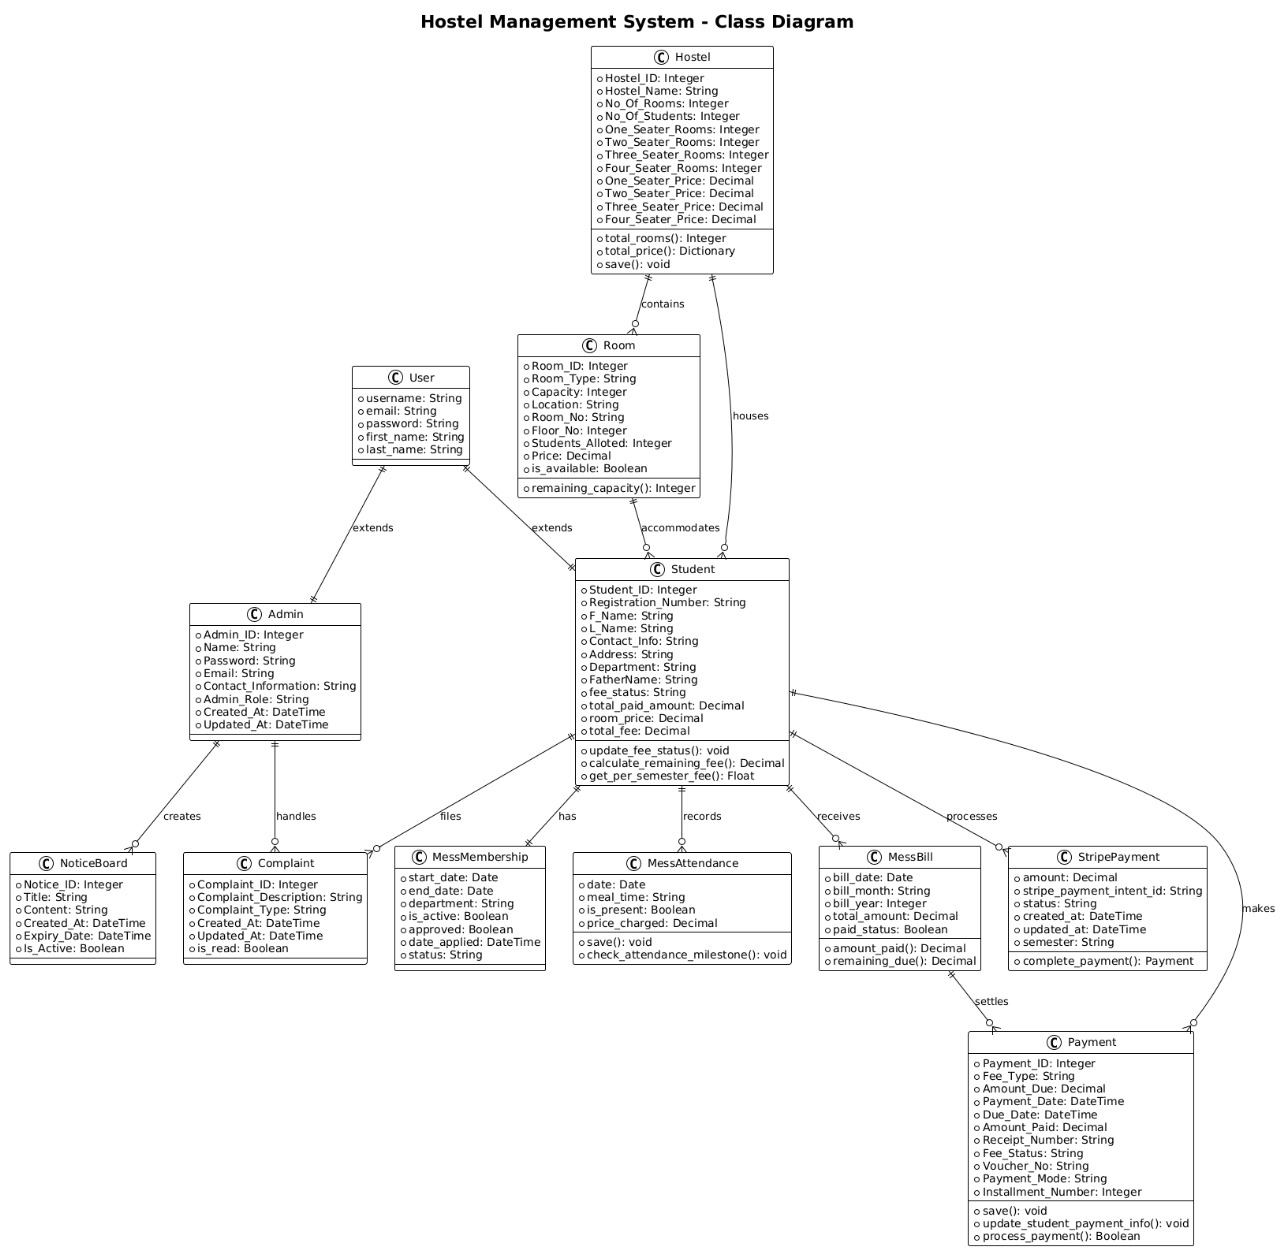 Hostel Management System - Class Diagram
C Hostel
Hostel_ID: Integer
Hostel_Name: String
No_Of_Rooms: Integer
No_Of_Students: Integer
One_Seater_Rooms: Integer
Two_Seater_Rooms: Integer
Three_Seater_Rooms: Integer
Four_Seater_Rooms: Integer
One_Seater_Price: Decimal
Two_Seater_Price: Decimal
Three_Seater_Price: Decimal
Four_Seater_Price: Decimal
total_rooms(): Integer
total_price(): Dictionary
save(): void
contains
houses
C Room
Room_ID: Integer
Room_Type: String
Capacity: Integer
Location: String
Room_No: String
Floor_No: Integer
Students_Alloted: Integer
Price: Decimal
is_available: Boolean
remaining_capacity(): Integer
C User
username: String
email: String
password: String
first_name: String
last_name: String
extends
extends
accommodates
C Student
Student_ID: Integer
Registration_Number: String
F_Name: String
L_Name: String
Contact_Info: String
Address: String
Department: String
FatherName: String
fee_status: String
total_paid_amount: Decimal
room_price: Decimal
total_fee: Decimal
update_fee_status(): void
calculate_remaining_fee(): Decimal
get_per_semester_fee(): Float
C Admin
Admin_ID: Integer
Name: String
Password: String
Email: String
Contact_Information: String
Admin_Role: String
Created_At: DateTime
Updated_At: DateTime
creates
handles
files
has
records
receives
processes
makes
C NoticeBoard
Notice_ID: Integer
Title: String
Content: String
Created_At: DateTime
Expiry_Date: DateTime
Is_Active: Boolean
C Complaint
Complaint_ID: Integer
Complaint_Description: String
Complaint_Type: String
Created_At: DateTime
Updated_At: DateTime
is_read: Boolean
C MessMembership
start_date: Date
end_date: Date
department: String
is_active: Boolean
approved: Boolean
date_applied: DateTime
status: String
C MessAttendance
date: Date
meal_time: String
is_present: Boolean
price_charged: Decimal
save(): void
check_attendance_milestone(): void
C MessBill
bill_date: Date
bill_month: String
bill_year: Integer
total_amount: Decimal
paid_status: Boolean
amount_paid(): Decimal
remaining_due(): Decimal
C StripePayment
amount: Decimal
stripe_payment_intent_id: String
status: String
created_at: DateTime
updated_at: DateTime
semester: String
complete_payment(): Payment
settles
C Payment
Payment_ID: Integer
Fee_Type: String
Amount_Due: Decimal
Payment_Date: DateTime
Due_Date: DateTime
Amount_Paid: Decimal
Receipt_Number: String
Fee_Status: String
Voucher_No: String
Payment_Mode: String
Installment_Number: Integer
save(): void
update_student_payment_info(): void
process_payment(): Boolean